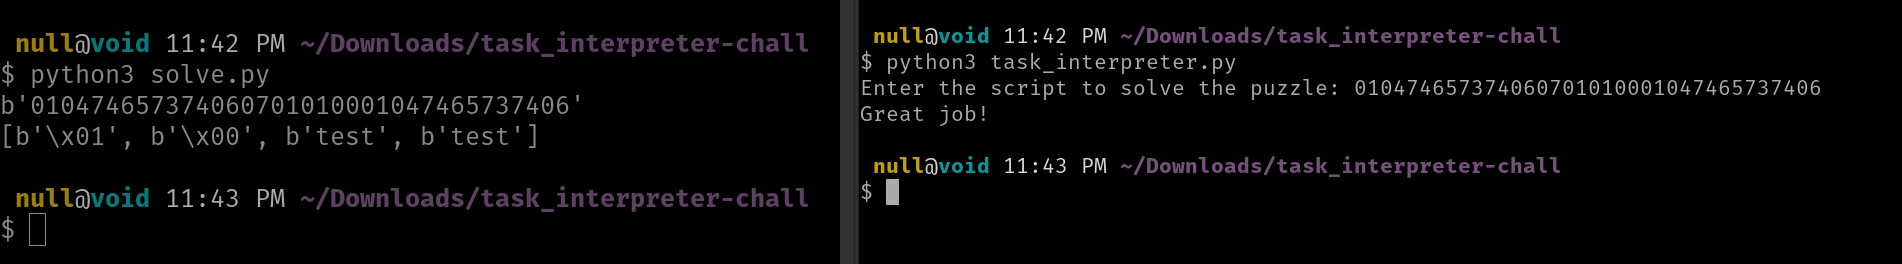 null@void 11:42 PM ~/Downloads/task_interpreter-chall
$ python3 solve.py
b'010474657374060701010001047465737406'
[b'\x01', b'\x00', b'test', b'test']
null@void 11:43 PM ~/Downloads/task_interpreter-chall
$
null@void 11:42 PM ~/Downloads/task_interpreter-chall
$ python3 task_interpreter.py
Enter the script to solve the puzzle: 010474657374060701010001047465737406
Great job!
null@void 11:43 PM ~/Downloads/task_interpreter-chall
$